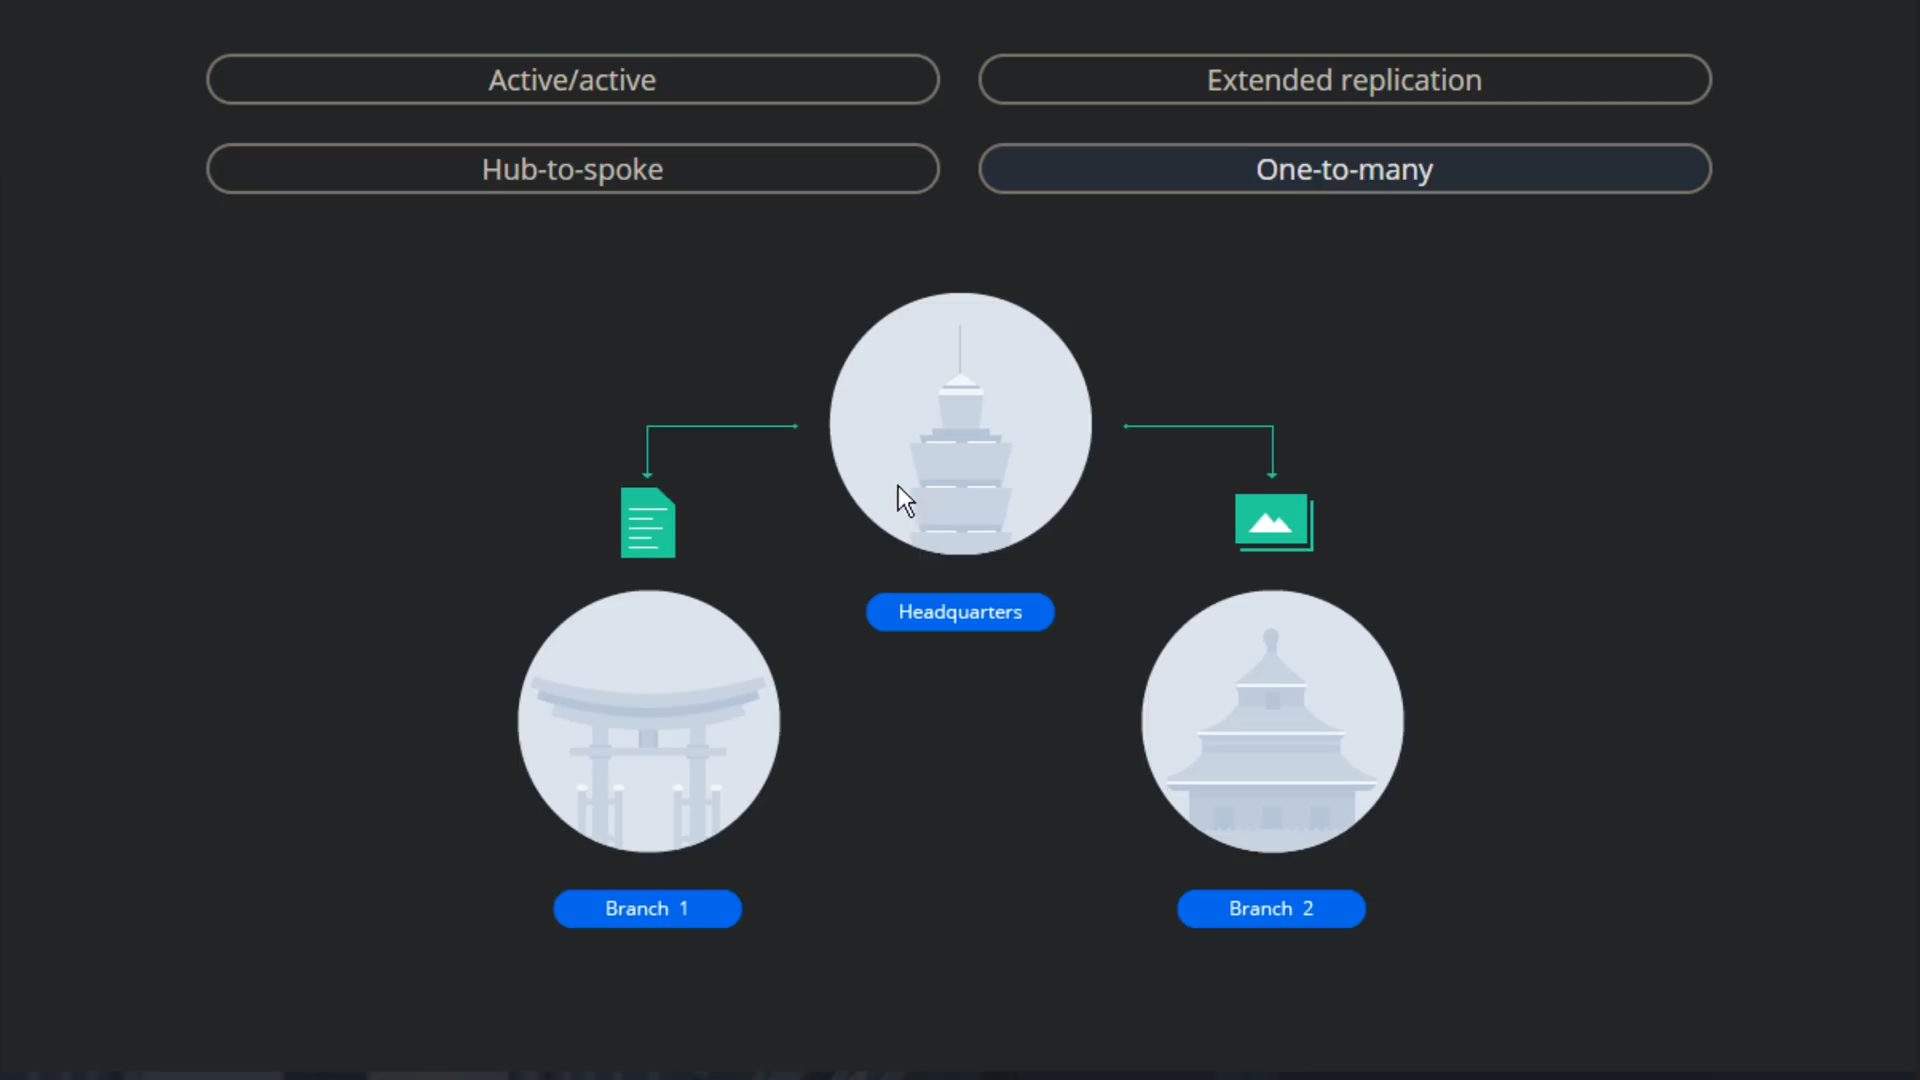 Active/active
Extended replication
Hub-to-spoke
One-to-many
Headquarters
Branch 1
Branch 2